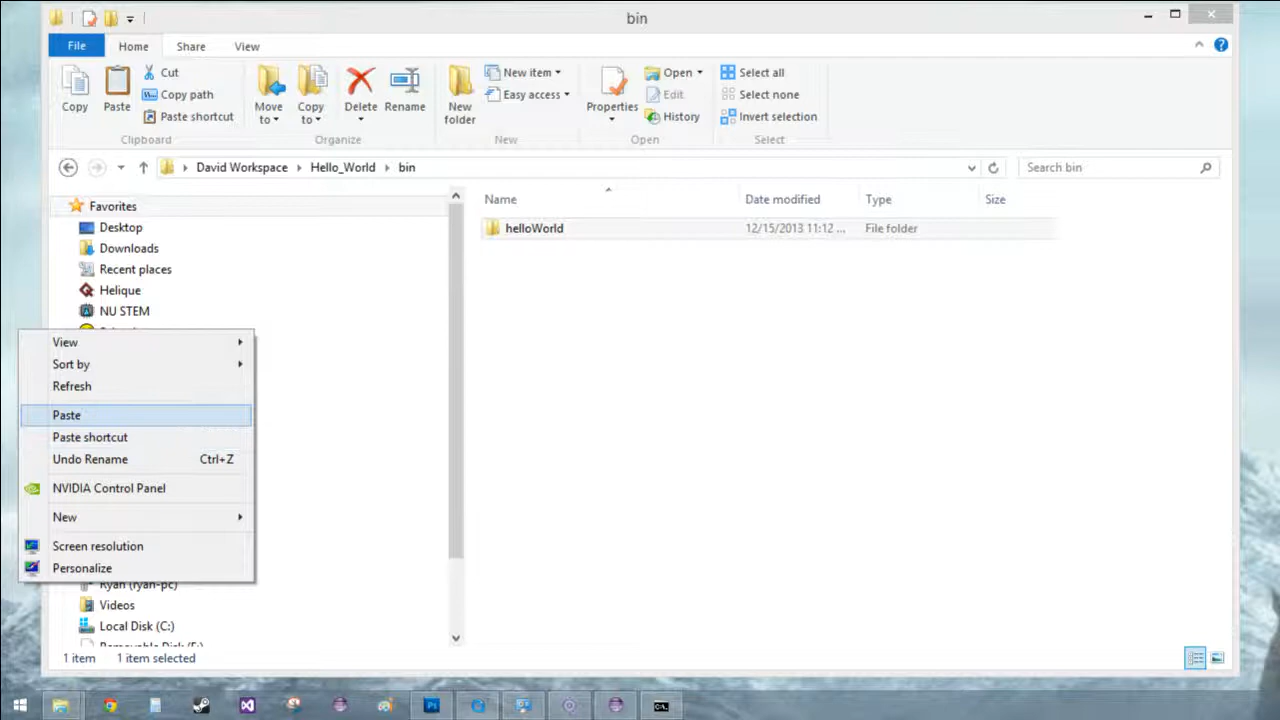 bin
File
Home
Share
View
Copy
Paste
Cut
Copy path
Paste shortcut
Clipboard
Move to
Copy to
Delete
Rename
Organize
New folder
New item
Easy access
New
Properties
Open
Edit
History
Open
Select all
Select none
Invert selection
Select
David Workspace
Hello_World
bin
Search bin
Name
Date modified
Type
Size
helloWorld
12/15/2013 11:12 ...
File folder
Favorites
Desktop
Downloads
Recent places
Helique
NU STEM
View
Sort by
Refresh
Paste
Paste shortcut
Undo Rename Ctrl+Z
NVIDIA Control Panel
New
Screen resolution
Personalize
Ryan (ryan-pc)
Videos
Local Disk (C:)
1 item 1 item selected